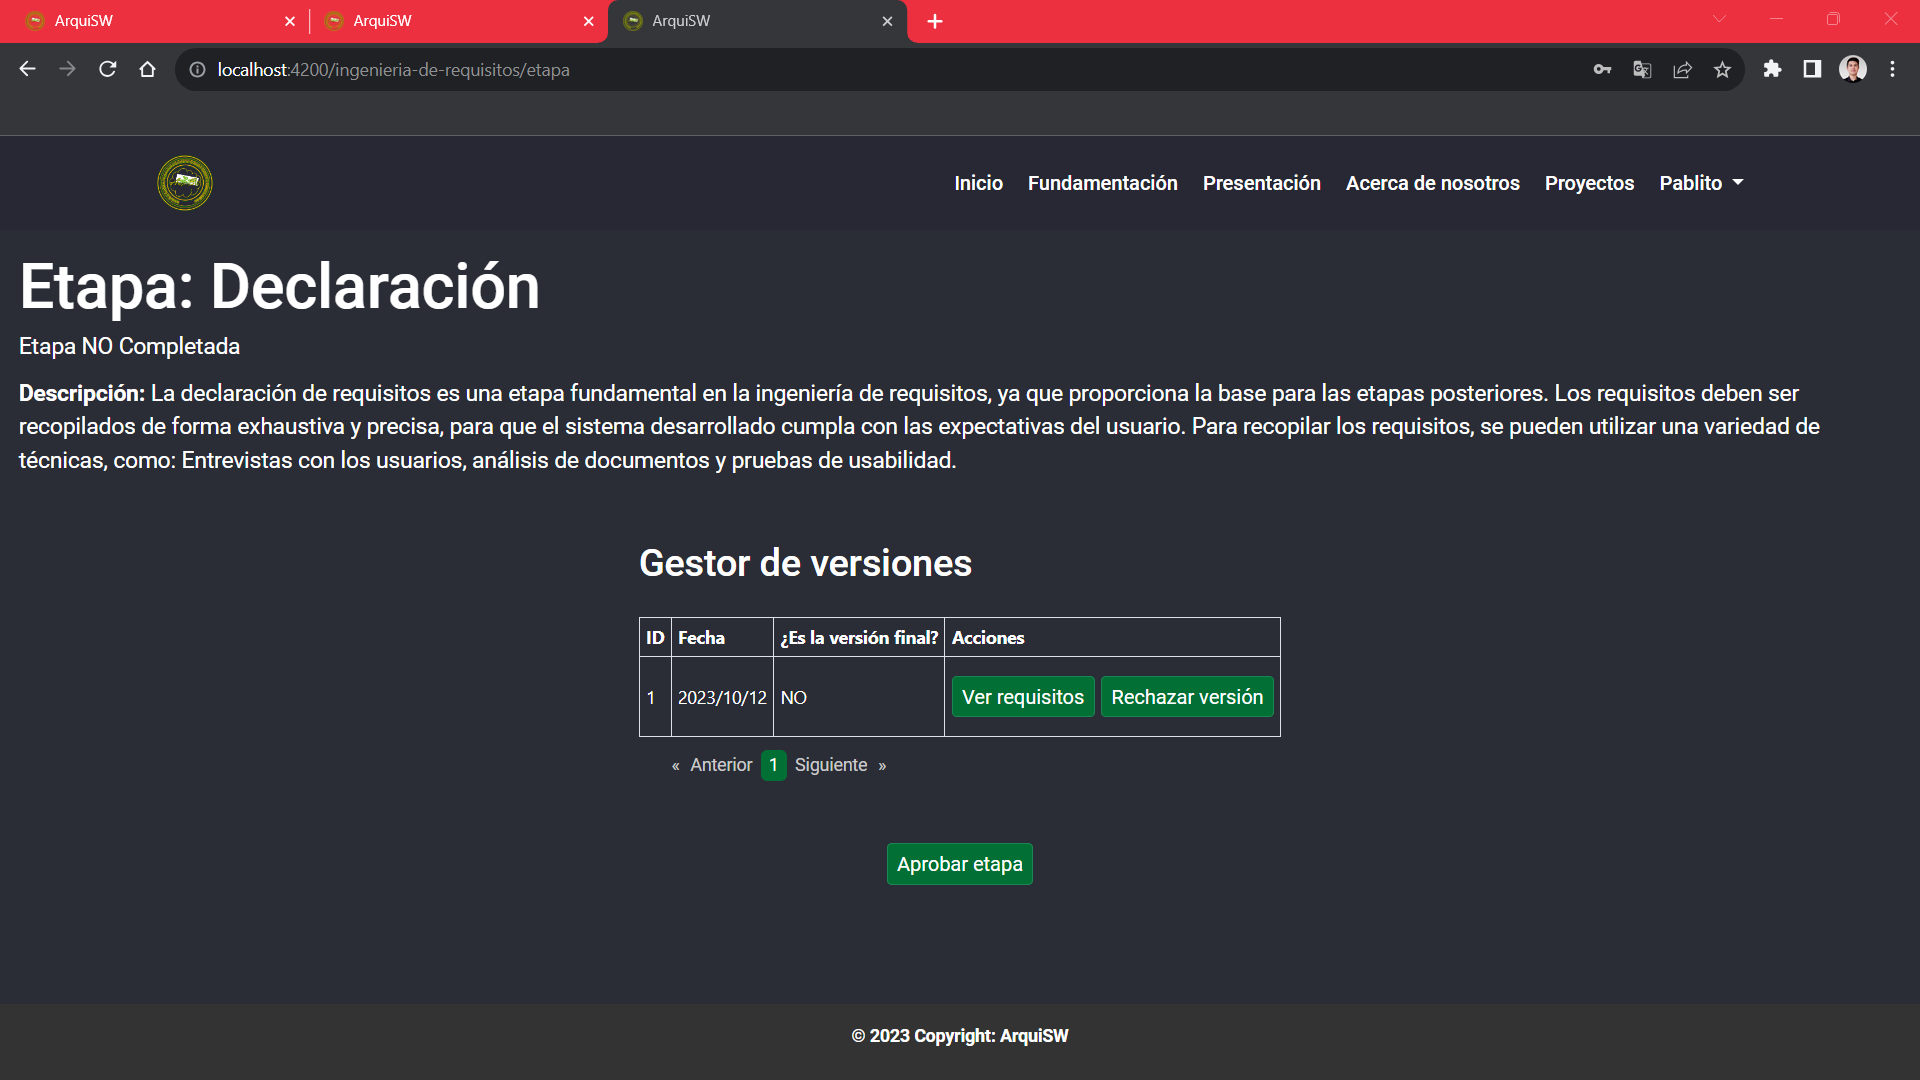 ArquiSW
ArquiSW
ArquiSW
localhost:4200/ingenieria-de-requisitos/etapa
Inicio Fundamentación Presentación Acerca de nosotros Proyectos Pablito
Etapa: Declaración
Etapa NO Completada
Descripción: La declaración de requisitos es una etapa fundamental en la ingeniería de requisitos, ya que proporciona la base para las etapas posteriores. Los requisitos deben ser
recopilados de forma exhaustiva y precisa, para que el sistema desarrollado cumpla con las expectativas del usuario. Para recopilar los requisitos, se pueden utilizar una variedad de
técnicas, como: Entrevistas con los usuarios, análisis de documentos y pruebas de usabilidad.
Gestor de versiones
ID Fecha ¿Es la versión final? Acciones
1 2023/10/12 NO Ver requisitos Rechazar versión
« Anterior 1 Siguiente »
Aprobar etapa
© 2023 Copyright: ArquiSW